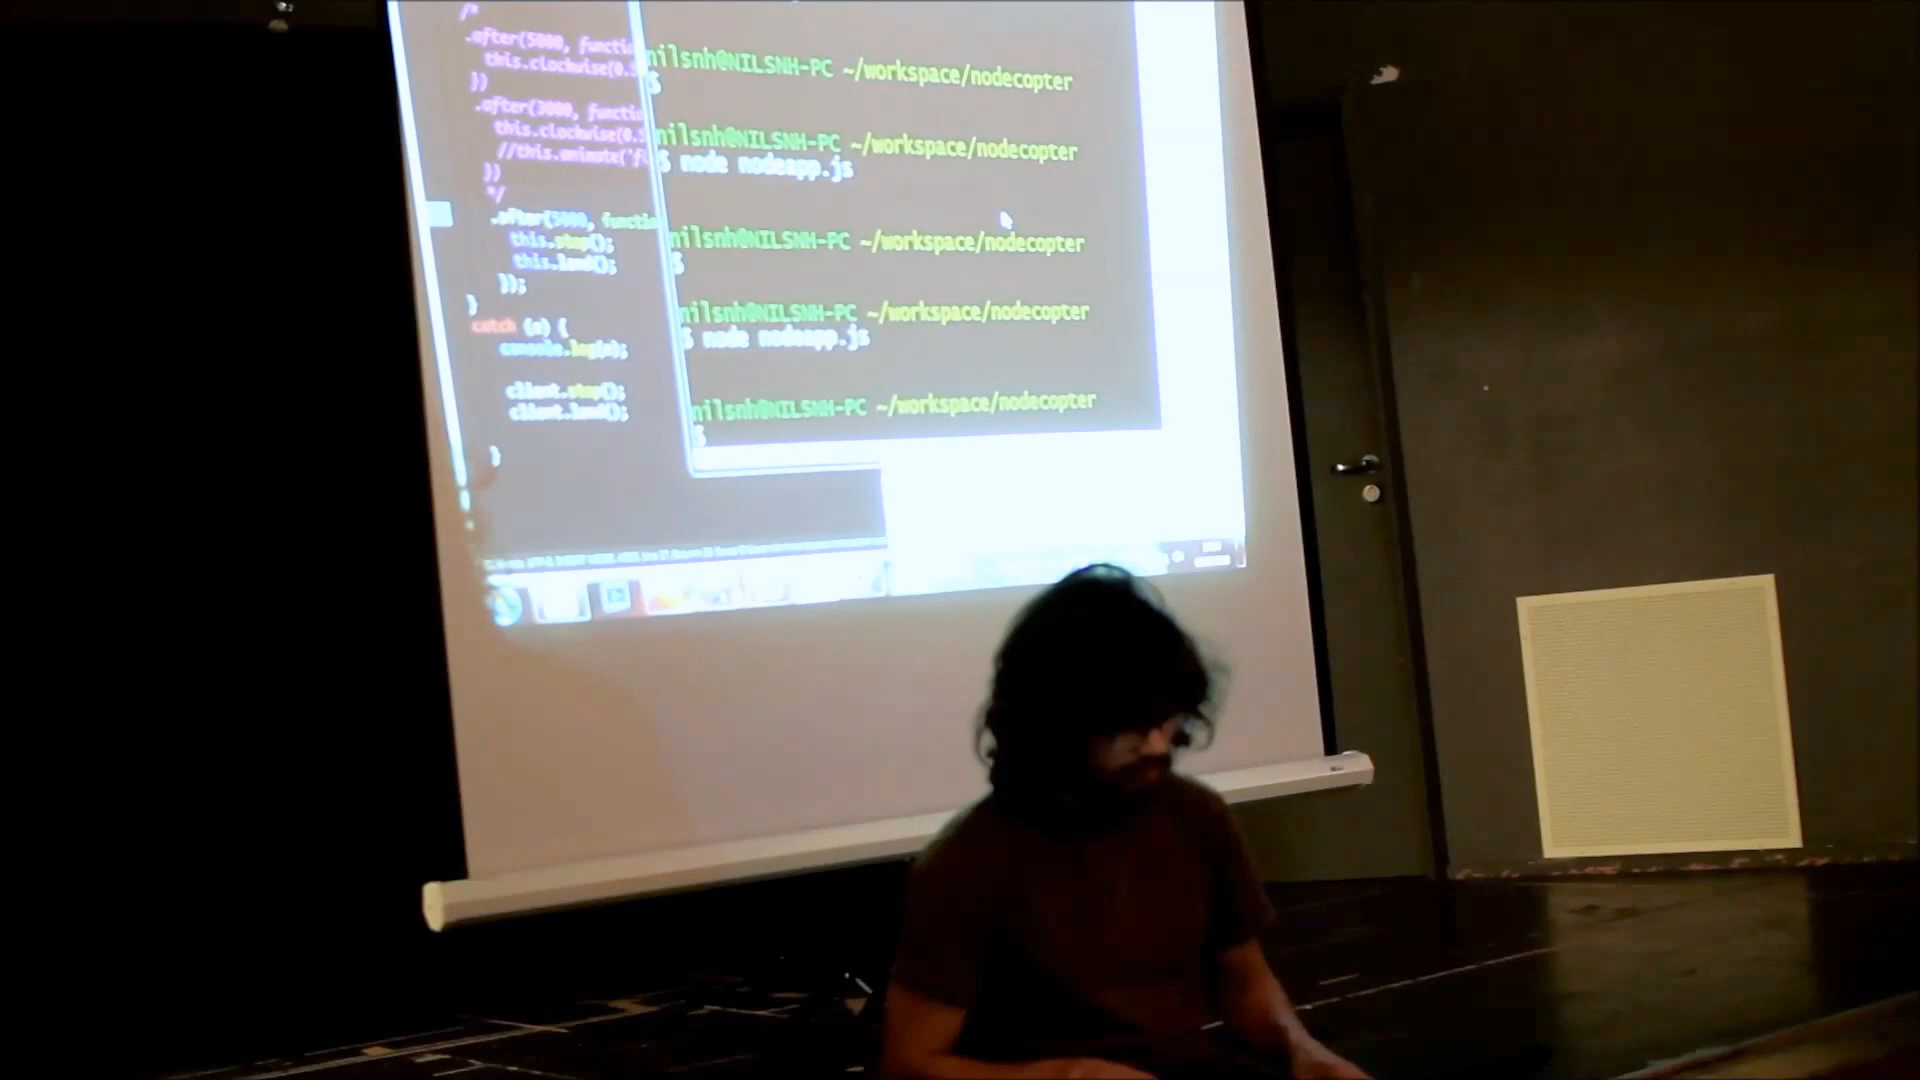 /*
.after(5000, functio
this.clockwise(0.5
})
.after(3000, functio
this.clockwise(0.5
//this.animate('f
})
*/
.after(5000, functio
this.stop();
this.land();
});
}
catch (e) {
console.log(e);
client.stop();
client.land();
}
nilsnh@NILSNH-PC ~/workspace/nodecopter
$
nilsnh@NILSNH-PC ~/workspace/nodecopter
$ node nodeapp.js
nilsnh@NILSNH-PC ~/workspace/nodecopter
$
nilsnh@NILSNH-PC ~/workspace/nodecopter
$ node nodeapp.js
nilsnh@NILSNH-PC ~/workspace/nodecopter
$